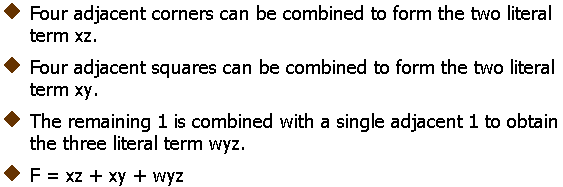 Four adjacent corners can be combined to form the two literal
term xz.
Four adjacent squares can be combined to form the two literal
term xy.
The remaining 1 is combined with a single adjacent 1 to obtain
the three literal term wyz.
F = xz + xy + wyz